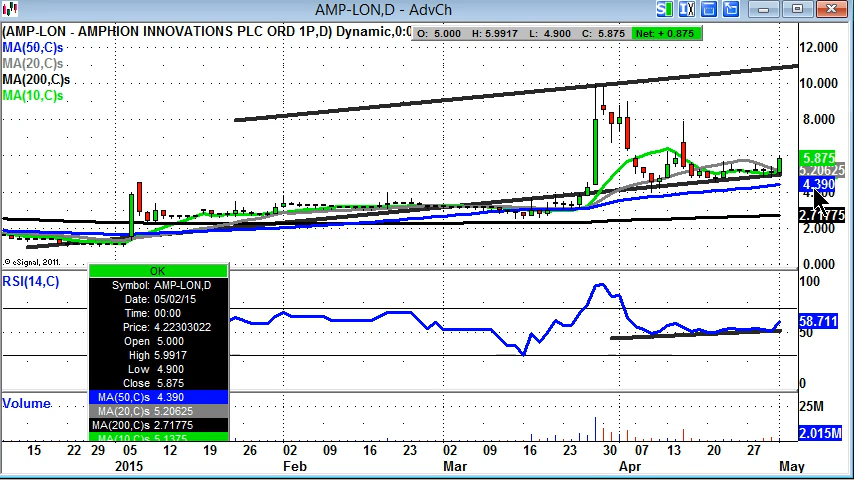 AMP-LON,D - AdvCh
(AMP-LON - AMPHION INNOVATIONS PLC ORD 1P,D) Dynamic,0:0
O: 5.000 H: 5.9917 L: 4.900 C: 5.875 Net: + 0.875
MA(50,C)s
MA(20,C)s
MA(200,C)s
MA(10,C)s
12.000
10.000
8.000
5.875
5.20625
4.390
2.71775
2.000
0.000
© eSignal, 2011.
RSI(14,C)
100
58.711
50
0
OK
Symbol: AMP-LON,D
Date: 05/02/15
Time: 00:00
Price: 4.22303022
Open 5.000
High 5.9917
Low 4.900
Close 5.875
MA(50,C)s 4.390
MA(20,C)s 5.20625
MA(200,C)s 2.71775
MA(10,C)s 5.1375
Volume
25M
2.015M
15 22 29 05 12 19 26 02 09 16 23 02 09 16 23 30 07 13 20 27
2015 Feb Mar Apr May